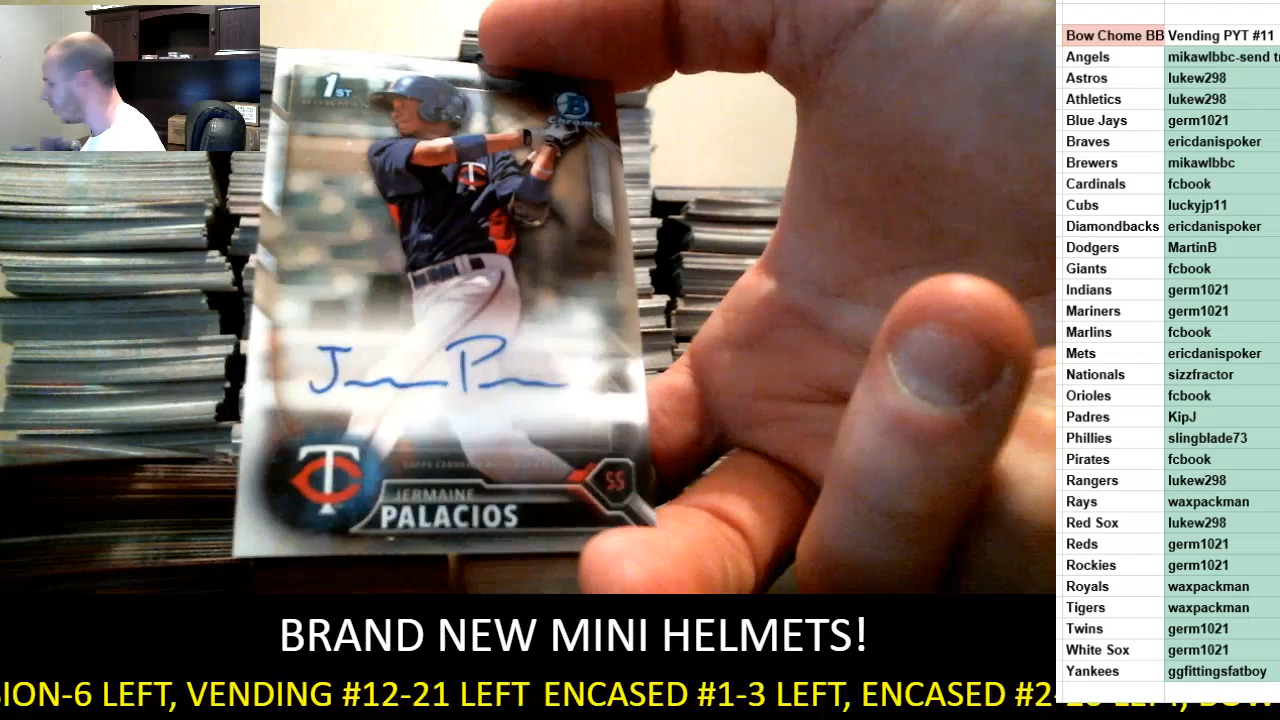 1ST
BOWMAN
Chrome
JERMAINE
PALACIOS
SS
BRAND NEW MINI HELMETS!
SION-6 LEFT, VENDING #12-21 LEFT ENCASED #1-3 LEFT, ENCASED #2-
Bow Chome BB Vending PYT #11
Angels mikawlbbc-send
Astros lukew298
Athletics lukew298
Blue Jays germ1021
Braves ericdanispoker
Brewers mikawlbbc
Cardinals fcbook
Cubs luckyjp11
Diamondbacks ericdanispoker
Dodgers MartinB
Giants fcbook
Indians germ1021
Mariners germ1021
Marlins fcbook
Mets ericdanispoker
Nationals sizzfractor
Orioles fcbook
Padres KipJ
Phillies slingblade73
Pirates fcbook
Rangers lukew298
Rays waxpackman
Red Sox lukew298
Reds germ1021
Rockies germ1021
Royals waxpackman
Tigers waxpackman
Twins germ1021
White Sox germ1021
Yankees ggfittingsfatboy